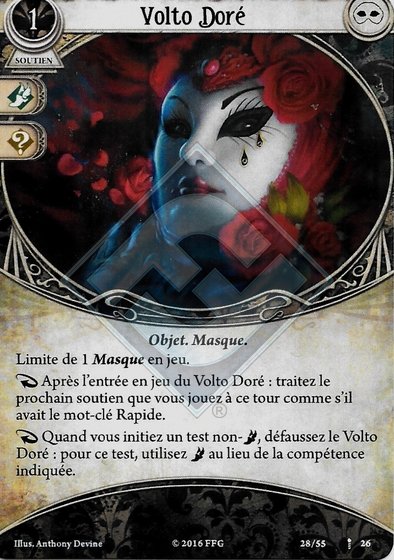 1
Volto Doré
SOUTIEN
?
Objet. Masque.
Limite de 1 Masque en jeu.
Après l'entrée en jeu du Volto Doré : traitez le
prochain soutien que vous jouez à ce tour comme s'il
avait le mot-clé Rapide.
Quand vous initiez un test non- , défaussez le Volto
Doré : pour ce test, utilisez au lieu de la compétence
indiquée.
®
Illus. Anthony Devine © 2016 FFG 28/55 26